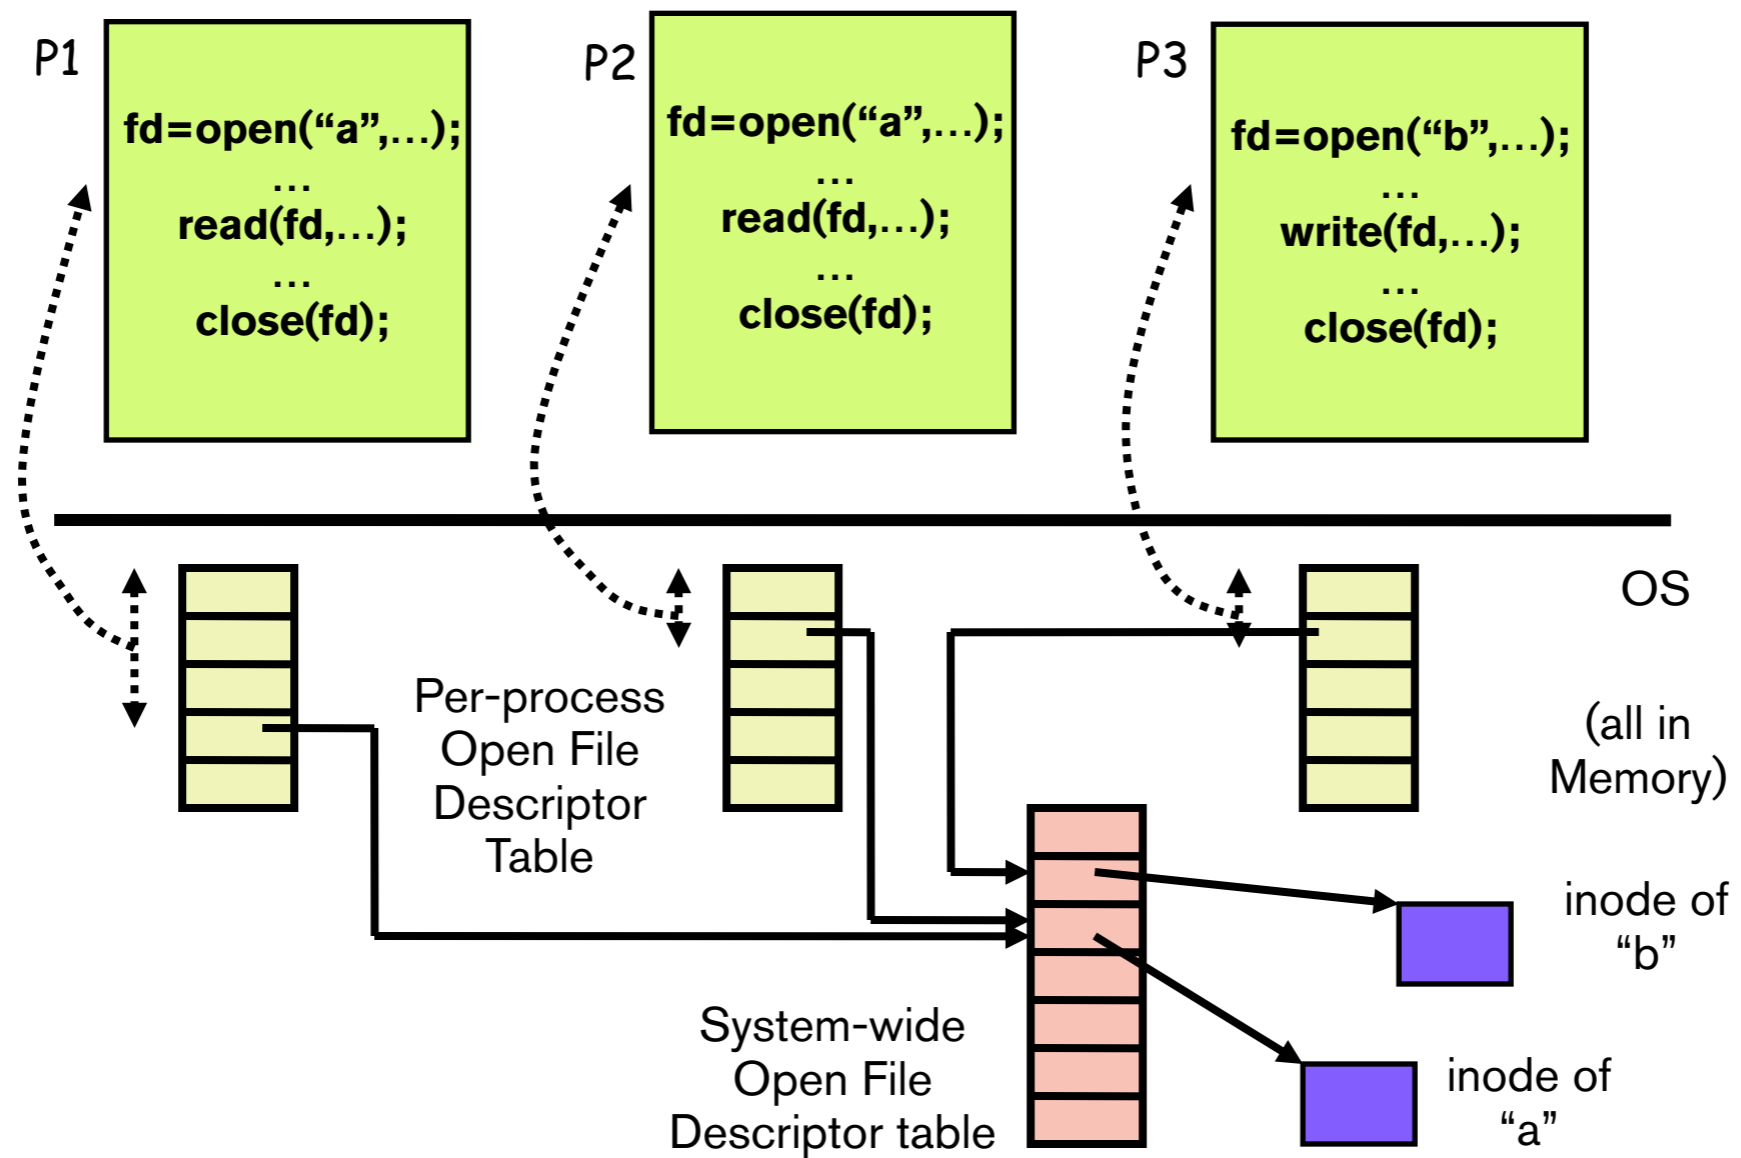 P1
fd=open(“a”,...);
...
read(fd,...);
...
close(fd);
P2
fd=open(“a”,...);
...
read(fd,...);
...
close(fd);
P3
fd=open(“b”,...);
...
write(fd,...);
...
close(fd);
OS
(all in
Memory)
Per-process
Open File
Descriptor
Table
System-wide
Open File
Descriptor table
inode of
“b”
inode of
“a”